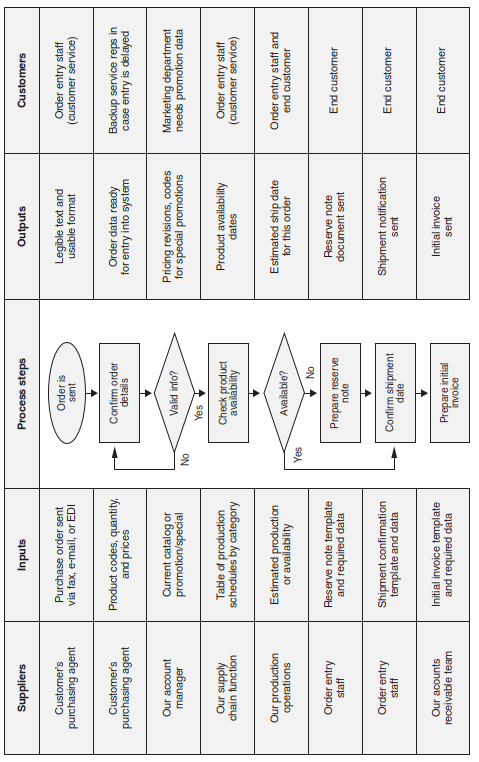 Suppliers
Inputs
Process steps
Outputs
Customers
Customer's
purchasing agent
Purchase order sent
via fax, e-mail, or EDI
Order is
sent
Legible text and
usable format
Order entry staff
(customer service)
Customer's
purchasing agent
Product codes, quantity,
and prices
Confirm order
details
Order data ready
for entry into system
Backup service reps in
case entry is delayed
Our account
manager
Current catalog or
promotion/special
No
Valid info?
Yes
Pricing revisions, codes
for special promotions
Marketing department
needs promotion data
Our supply
chain function
Table of production
schedules by category
Check product
availability
Product availability
dates
Order entry staff
(customer service)
Our production
operations
Estimated production
or availability
Yes
Available?
No
Estimated ship date
for this order
Order entry staff and
end customer
Order entry
staff
Reserve note template
and required data
Prepare reserve
note
Reserve note
document sent
End customer
Order entry
staff
Shipment confirmation
template and data
Confirm shipment
date
Shipment notification
sent
End customer
Our acounts
receivable team
Initial invoice template
and required data
Prepare initial
invoice
Initial invoice
sent
End customer